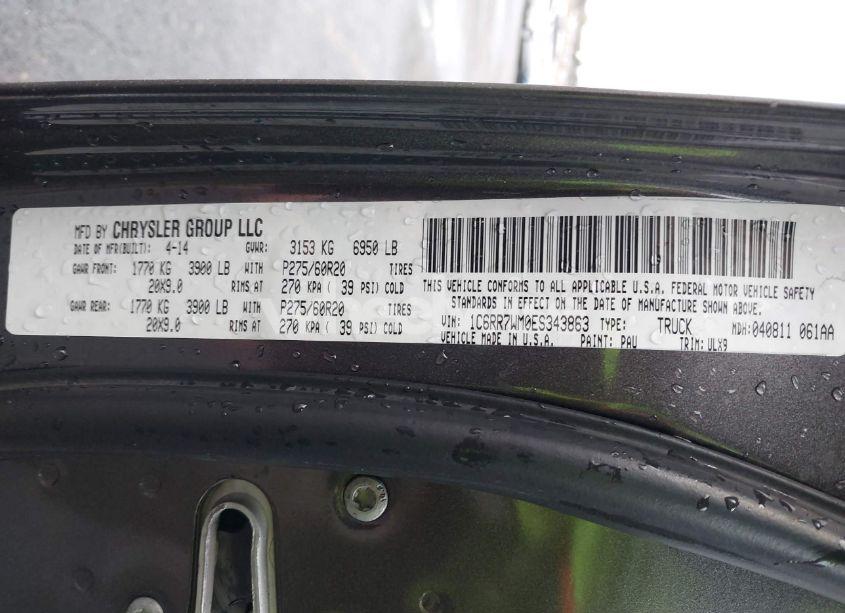 MFD BY CHRYSLER GROUP LLC
DATE OF MFR(BUILT): 4-14 GVWR: 3153 KG 6950 LB
GAWR FRONT: 1770 KG 3900 LB WITH P275/60R20 TIRES
20X9.0 RIMS AT 270 KPA ( 39 PSI) COLD
GAWR REAR: 1770 KG 3900 LB WITH P275/60R20 TIRES
20X9.0 RIMS AT 270 KPA ( 39 PSI) COLD
THIS VEHICLE CONFORMS TO ALL APPLICABLE U.S.A. FEDERAL MOTOR VEHICLE SAFETY
STANDARDS IN EFFECT ON THE DATE OF MANUFACTURE SHOWN ABOVE.
VIN: 1C6RR7WM0ES343863 TYPE: TRUCK MDH: 040811 061AA
VEHICLE MADE IN U.S.A. PAINT: PAU TRIM: ULX9